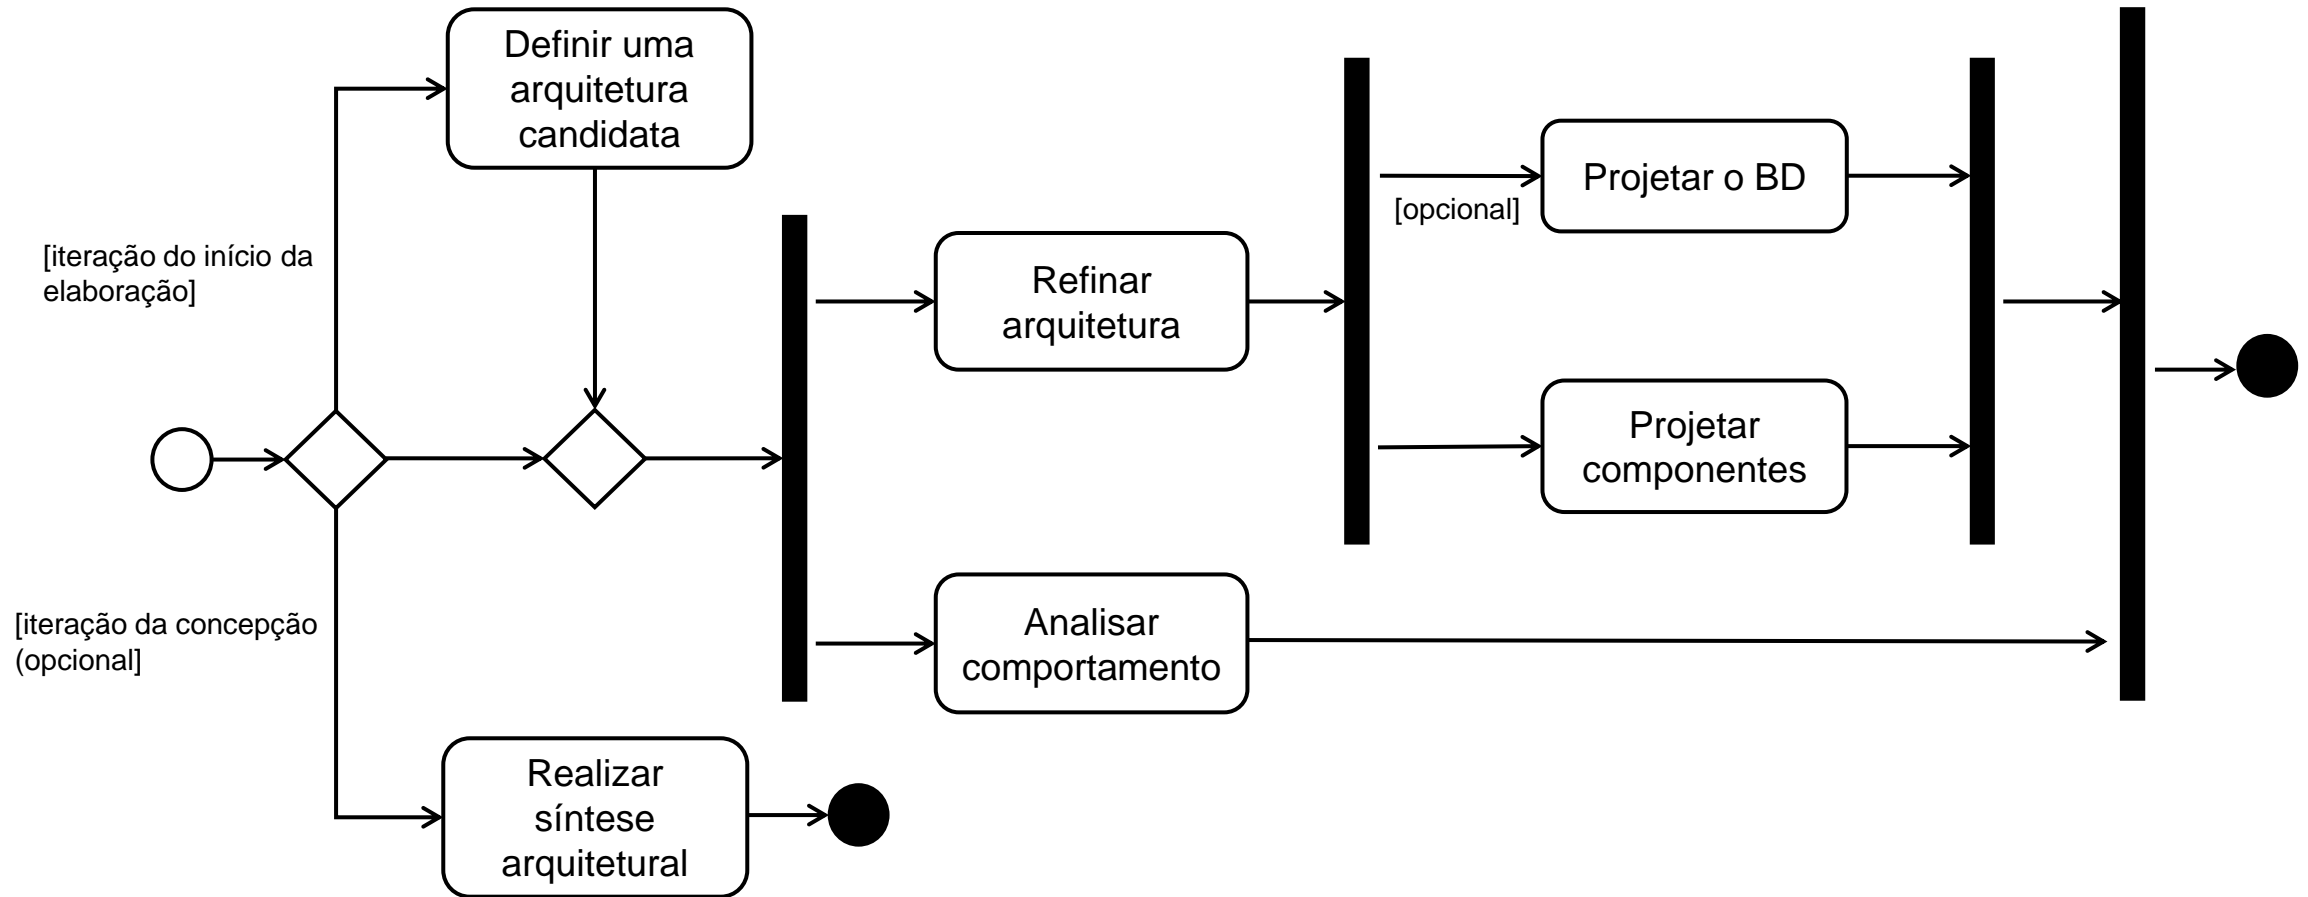 Definir uma
arquitetura
candidata
[iteração do início da
elaboração]
Refinar
arquitetura
Projetar o BD
[opcional]
Projetar
componentes
[iteração da concepção
(opcional]
Analisar
comportamento
Realizar
síntese
arquitetural